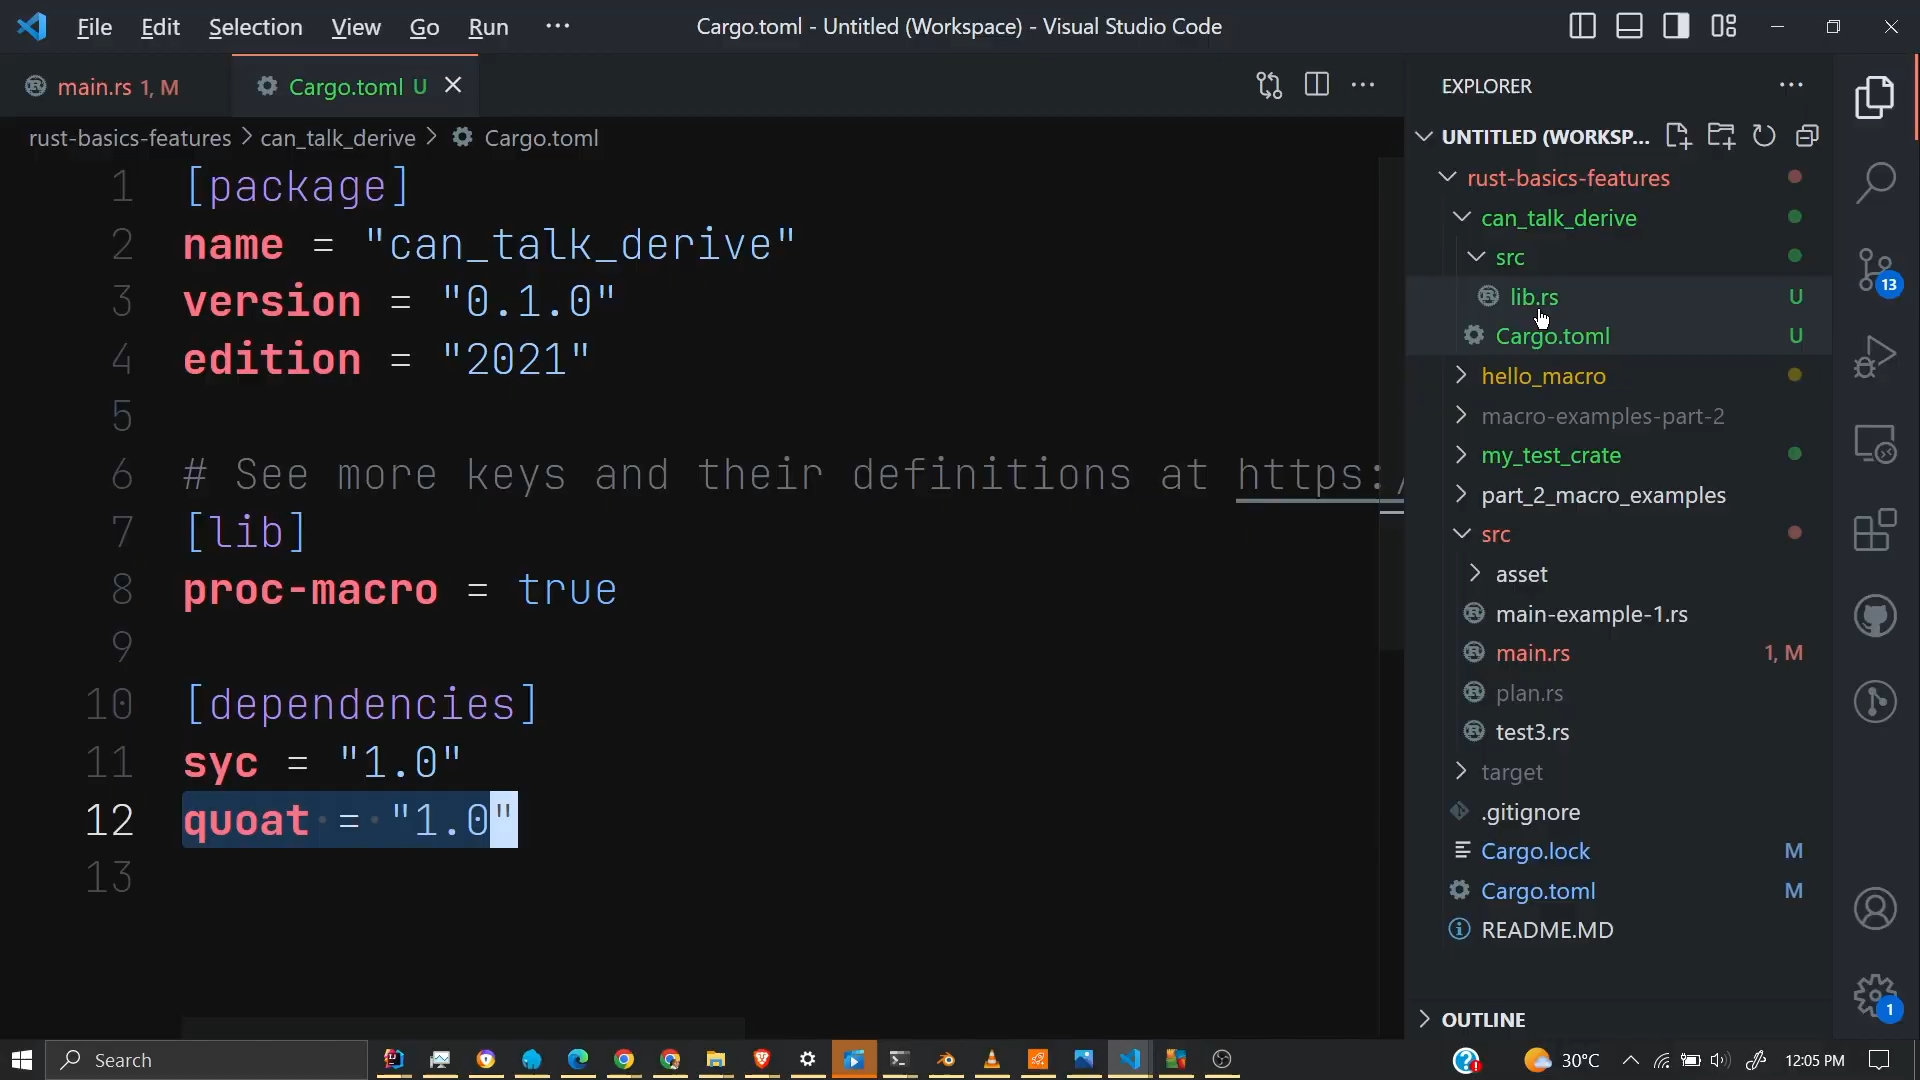 File Edit Selection View Go Run ··· Cargo.toml - Untitled (Workspace) - Visual Studio Code
main.rs 1, M Cargo.toml U
rust-basics-features > can_talk_derive > Cargo.toml
1 [package]
2 name = "can_talk_derive"
3 version = "0.1.0"
4 edition = "2021"
5
6 # See more keys and their definitions at https:/
7 [lib]
8 proc-macro = true
9
10 [dependencies]
11 syc = "1.0"
12 quoat = "1.0"
13
EXPLORER
UNTITLED (WORKSP...
rust-basics-features
can_talk_derive
src
lib.rs U
Cargo.toml U
hello_macro
macro-examples-part-2
my_test_crate
part_2_macro_examples
src
asset
main-example-1.rs
main.rs 1, M
plan.rs
test3.rs
target
.gitignore
Cargo.lock M
Cargo.toml M
README.MD
OUTLINE
13
1
Search
30°C
12:05 PM